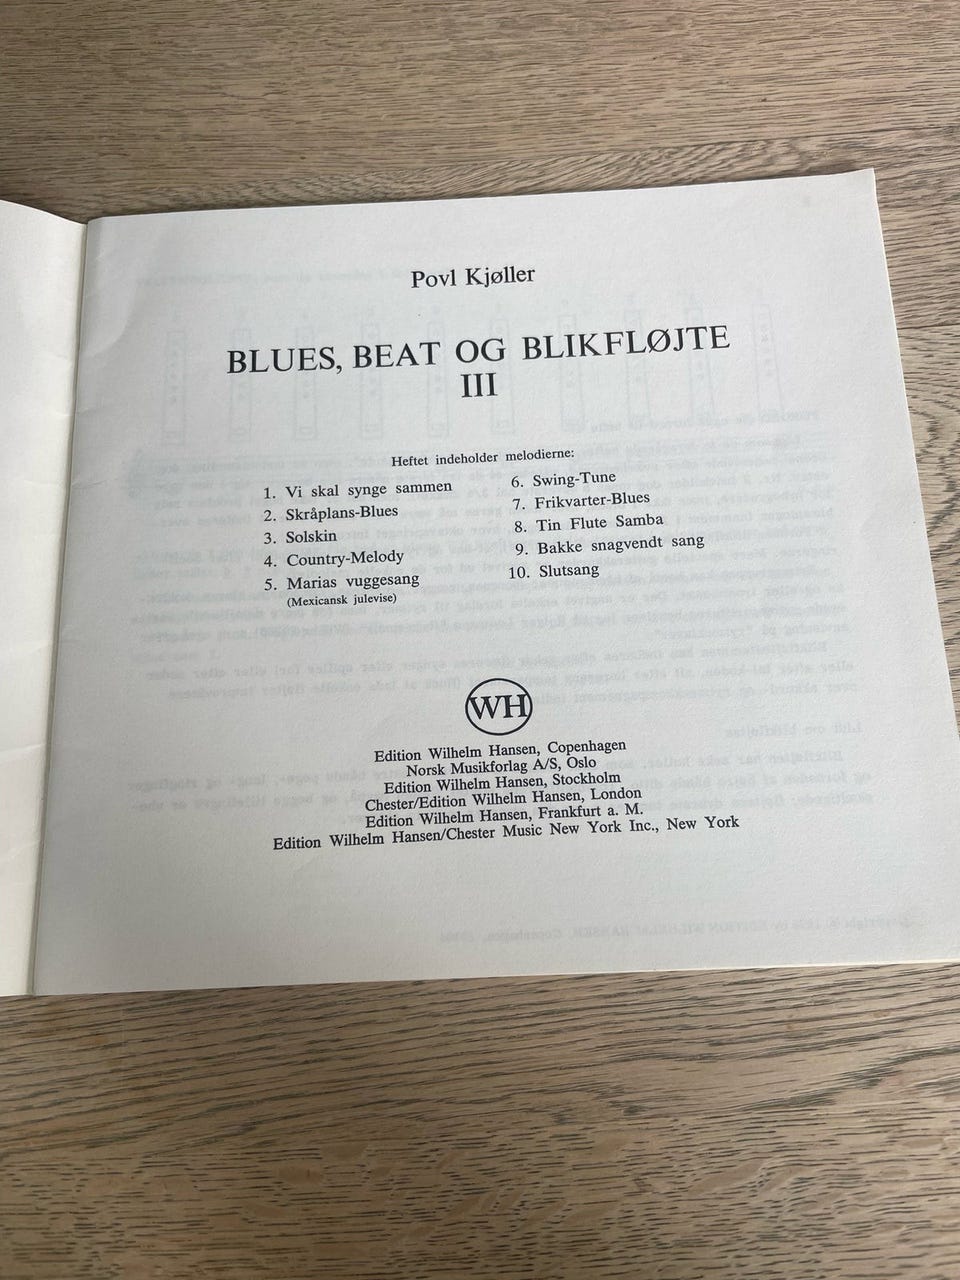 Povl Kjøller
BLUES, BEAT OG BLIKFLØJTE
III
Heftet indeholder melodierne:
1. Vi skal synge sammen
2. Skråplans-Blues
3. Solskin
4. Country-Melody
5. Marias vuggesang
(Mexicansk julevise)
6. Swing-Tune
7. Frikvarter-Blues
8. Tin Flute Samba
9. Bakke snagvendt sang
10. Slutsang
WH
Edition Wilhelm Hansen, Copenhagen
Norsk Musikforlag A/S, Oslo
Edition Wilhelm Hansen, Stockholm
Chester/Edition Wilhelm Hansen, London
Edition Wilhelm Hansen, Frankfurt a. M.
Edition Wilhelm Hansen/Chester Music New York Inc., New York